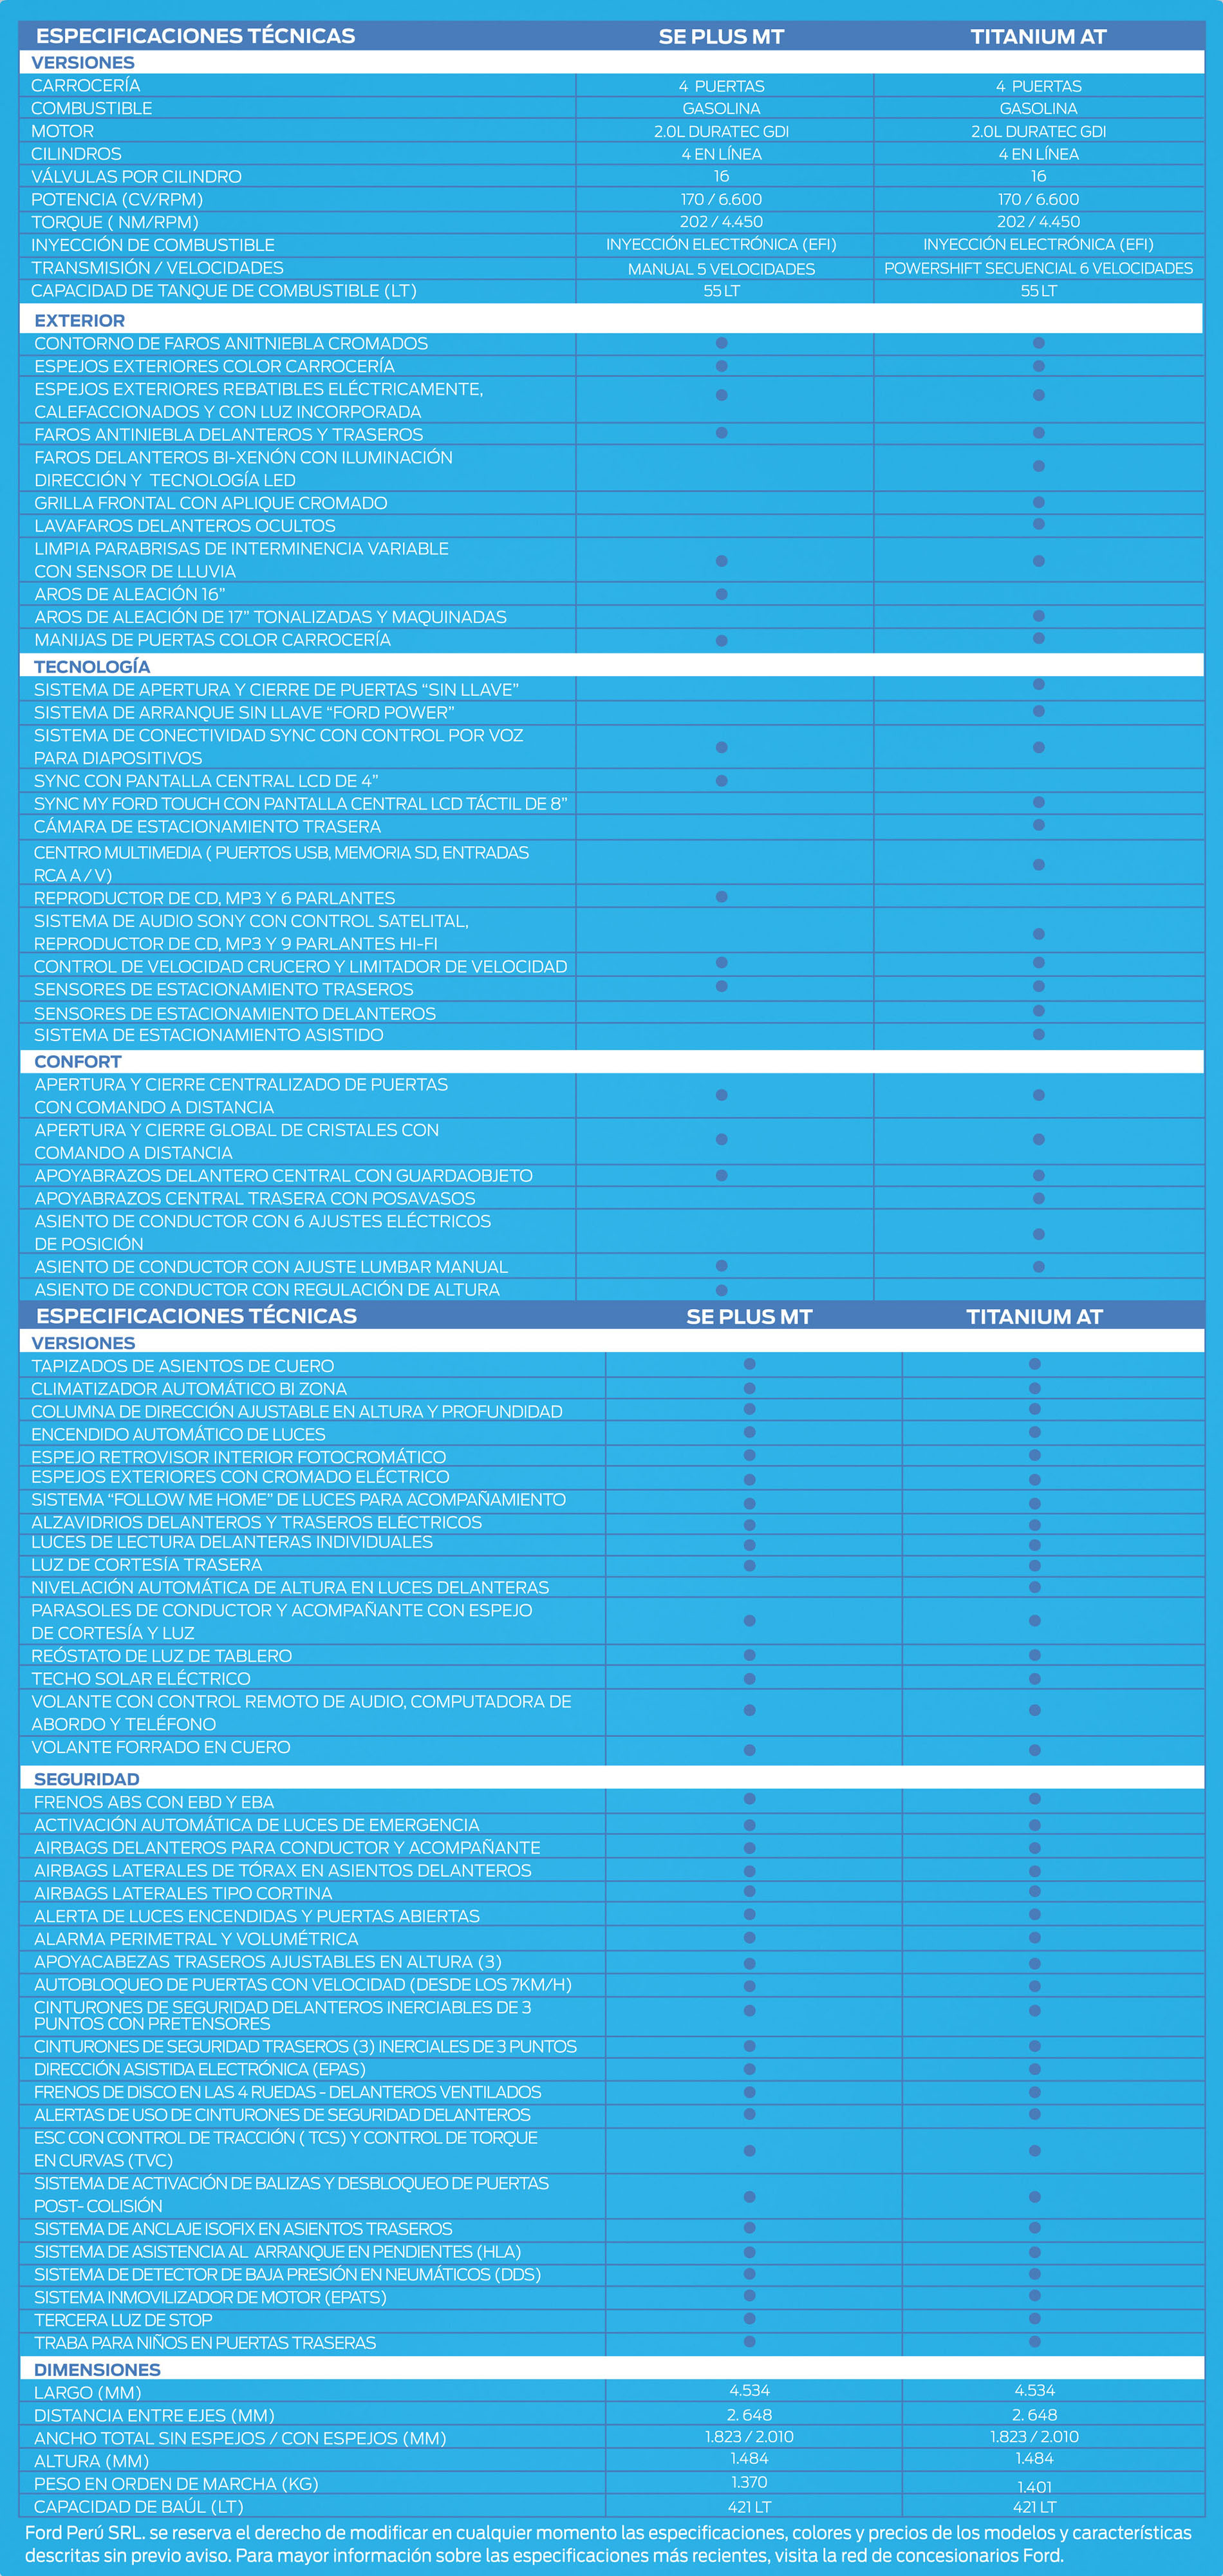 ESPECIFICACIONES TÉCNICAS SE PLUS MT TITANIUM AT
VERSIONES
CARROCERÍA 4 PUERTAS 4 PUERTAS
COMBUSTIBLE GASOLINA GASOLINA
MOTOR 2.0L DURATEC GDI 2.0L DURATEC GDI
CILINDROS 4 EN LÍNEA 4 EN LÍNEA
VÁLVULAS POR CILINDRO 16 16
POTENCIA (CV/RPM) 170 / 6.600 170 / 6.600
TORQUE ( NM/RPM) 202 / 4.450 202 / 4.450
INYECCIÓN DE COMBUSTIBLE INYECCIÓN ELECTRÓNICA (EFI) INYECCIÓN ELECTRÓNICA (EFI)
TRANSMISIÓN / VELOCIDADES MANUAL 5 VELOCIDADES POWERSHIFT SECUENCIAL 6 VELOCIDADES
CAPACIDAD DE TANQUE DE COMBUSTIBLE (LT) 55 LT 55 LT
EXTERIOR
CONTORNO DE FAROS ANITNIEBLA CROMADOS ● ●
ESPEJOS EXTERIORES COLOR CARROCERÍA ● ●
ESPEJOS EXTERIORES REBATIBLES ELÉCTRICAMENTE,
CALEFACCIONADOS Y CON LUZ INCORPORADA ● ●
FAROS ANTINIEBLA DELANTEROS Y TRASEROS ● ●
FAROS DELANTEROS BI-XENÓN CON ILUMINACIÓN
DIRECCIÓN Y TECNOLOGÍA LED ●
GRILLA FRONTAL CON APLIQUE CROMADO ●
LAVAFAROS DELANTEROS OCULTOS ●
LIMPIA PARABRISAS DE INTERMINENCIA VARIABLE
CON SENSOR DE LLUVIA ● ●
AROS DE ALEACIÓN 16” ●
AROS DE ALEACIÓN DE 17” TONALIZADAS Y MAQUINADAS ●
MANIJAS DE PUERTAS COLOR CARROCERÍA ● ●
TECNOLOGÍA
SISTEMA DE APERTURA Y CIERRE DE PUERTAS “SIN LLAVE” ●
SISTEMA DE ARRANQUE SIN LLAVE “FORD POWER” ●
SISTEMA DE CONECTIVIDAD SYNC CON CONTROL POR VOZ
PARA DIAPOSITIVOS ● ●
SYNC CON PANTALLA CENTRAL LCD DE 4” ●
SYNC MY FORD TOUCH CON PANTALLA CENTRAL LCD TÁCTIL DE 8” ●
CÁMARA DE ESTACIONAMIENTO TRASERA ●
CENTRO MULTIMEDIA ( PUERTOS USB, MEMORIA SD, ENTRADAS
RCA A / V) ●
REPRODUCTOR DE CD, MP3 Y 6 PARLANTES ●
SISTEMA DE AUDIO SONY CON CONTROL SATELITAL,
REPRODUCTOR DE CD, MP3 Y 9 PARLANTES HI-FI ●
CONTROL DE VELOCIDAD CRUCERO Y LIMITADOR DE VELOCIDAD ● ●
SENSORES DE ESTACIONAMIENTO TRASEROS ● ●
SENSORES DE ESTACIONAMIENTO DELANTEROS ●
SISTEMA DE ESTACIONAMIENTO ASISTIDO ●
CONFORT
APERTURA Y CIERRE CENTRALIZADO DE PUERTAS
CON COMANDO A DISTANCIA ● ●
APERTURA Y CIERRE GLOBAL DE CRISTALES CON
COMANDO A DISTANCIA ● ●
APOYABRAZOS DELANTERO CENTRAL CON GUARDAOBJETO ● ●
APOYABRAZOS CENTRAL TRASERA CON POSAVASOS ●
ASIENTO DE CONDUCTOR CON 6 AJUSTES ELÉCTRICOS
DE POSICIÓN ●
ASIENTO DE CONDUCTOR CON AJUSTE LUMBAR MANUAL ● ●
ASIENTO DE CONDUCTOR CON REGULACIÓN DE ALTURA ●
ESPECIFICACIONES TÉCNICAS SE PLUS MT TITANIUM AT
VERSIONES
TAPIZADOS DE ASIENTOS DE CUERO ● ●
CLIMATIZADOR AUTOMÁTICO BI ZONA ● ●
COLUMNA DE DIRECCIÓN AJUSTABLE EN ALTURA Y PROFUNDIDAD ● ●
ENCENDIDO AUTOMÁTICO DE LUCES ● ●
ESPEJO RETROVISOR INTERIOR FOTOCROMÁTICO ● ●
ESPEJOS EXTERIORES CON CROMADO ELÉCTRICO ● ●
SISTEMA “FOLLOW ME HOME” DE LUCES PARA ACOMPAÑAMIENTO ● ●
ALZAVIDRIOS DELANTEROS Y TRASEROS ELÉCTRICOS ● ●
LUCES DE LECTURA DELANTERAS INDIVIDUALES ● ●
LUZ DE CORTESÍA TRASERA ● ●
NIVELACIÓN AUTOMÁTICA DE ALTURA EN LUCES DELANTERAS ●
PARASOLES DE CONDUCTOR Y ACOMPAÑANTE CON ESPEJO
DE CORTESÍA Y LUZ ● ●
REÓSTATO DE LUZ DE TABLERO ● ●
TECHO SOLAR ELÉCTRICO ● ●
VOLANTE CON CONTROL REMOTO DE AUDIO, COMPUTADORA DE
ABORDO Y TELÉFONO ● ●
VOLANTE FORRADO EN CUERO ● ●
SEGURIDAD
FRENOS ABS CON EBD Y EBA ● ●
ACTIVACIÓN AUTOMÁTICA DE LUCES DE EMERGENCIA ● ●
AIRBAGS DELANTEROS PARA CONDUCTOR Y ACOMPAÑANTE ● ●
AIRBAGS LATERALES DE TÓRAX EN ASIENTOS DELANTEROS ● ●
AIRBAGS LATERALES TIPO CORTINA ● ●
ALERTA DE LUCES ENCENDIDAS Y PUERTAS ABIERTAS ● ●
ALARMA PERIMETRAL Y VOLUMÉTRICA ● ●
APOYACABEZAS TRASEROS AJUSTABLES EN ALTURA (3) ● ●
AUTOBLOQUEO DE PUERTAS CON VELOCIDAD (DESDE LOS 7KM/H) ● ●
CINTURONES DE SEGURIDAD DELANTEROS INERCIABLES DE 3
PUNTOS CON PRETENSORES ● ●
CINTURONES DE SEGURIDAD TRASEROS (3) INERCIALES DE 3 PUNTOS ● ●
DIRECCIÓN ASISTIDA ELECTRÓNICA (EPAS) ● ●
FRENOS DE DISCO EN LAS 4 RUEDAS - DELANTEROS VENTILADOS ● ●
ALERTAS DE USO DE CINTURONES DE SEGURIDAD DELANTEROS ● ●
ESC CON CONTROL DE TRACCIÓN ( TCS) Y CONTROL DE TORQUE
EN CURVAS (TVC) ● ●
SISTEMA DE ACTIVACIÓN DE BALIZAS Y DESBLOQUEO DE PUERTAS
POST- COLISIÓN ● ●
SISTEMA DE ANCLAJE ISOFIX EN ASIENTOS TRASEROS ● ●
SISTEMA DE ASISTENCIA AL ARRANQUE EN PENDIENTES (HLA) ● ●
SISTEMA DE DETECTOR DE BAJA PRESIÓN EN NEUMÁTICOS (DDS) ● ●
SISTEMA INMOVILIZADOR DE MOTOR (EPATS) ● ●
TERCERA LUZ DE STOP ● ●
TRABA PARA NIÑOS EN PUERTAS TRASERAS ● ●
DIMENSIONES
LARGO (MM) 4.534 4.534
DISTANCIA ENTRE EJES (MM) 2. 648 2. 648
ANCHO TOTAL SIN ESPEJOS / CON ESPEJOS (MM) 1.823 / 2.010 1.823 / 2.010
ALTURA (MM) 1.484 1.484
PESO EN ORDEN DE MARCHA (KG) 1.370 1.401
CAPACIDAD DE BAÚL (LT) 421 LT 421 LT
Ford Perú SRL. se reserva el derecho de modificar en cualquier momento las especificaciones, colores y precios de los modelos y características
descritas sin previo aviso. Para mayor información sobre las especificaciones más recientes, visita la red de concesionarios Ford.